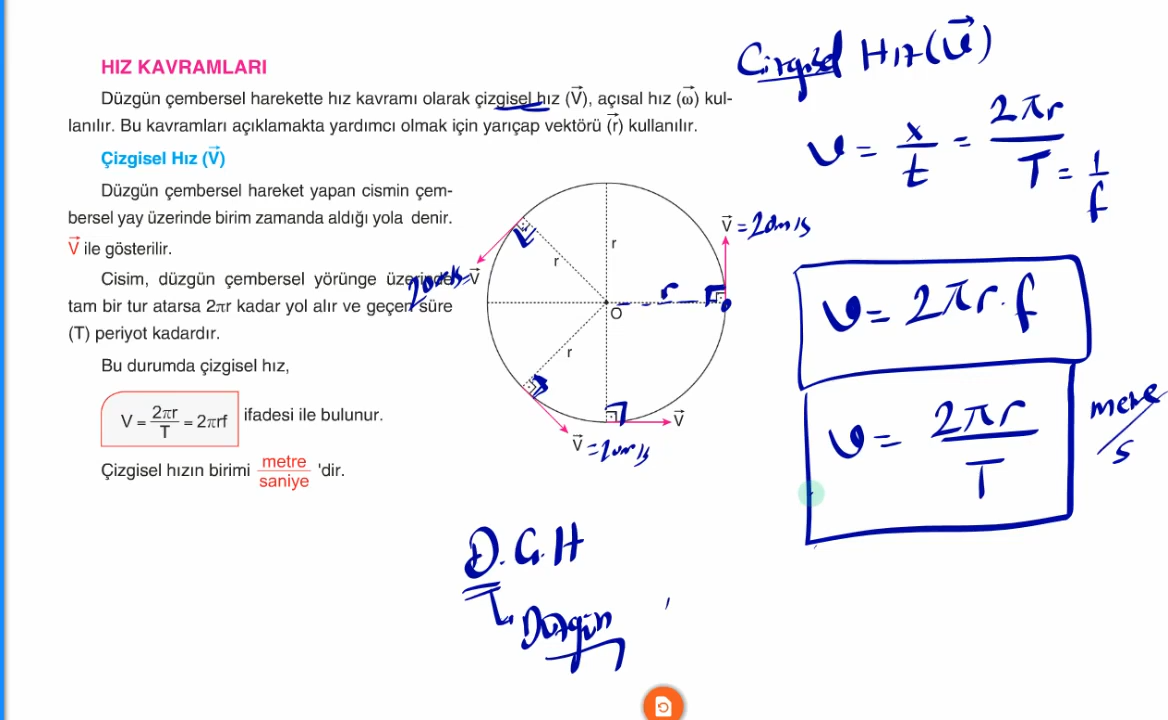 HIZ KAVRAMLARI
Düzgün çembersel harekette hız kavramı olarak çizgisel hız (V⃗), açısal hız (ω⃗) kul-
lanılır. Bu kavramları açıklamakta yardımcı olmak için yarıçap vektörü (r⃗) kullanılır.
Çizgisel Hız (V⃗)
Düzgün çembersel hareket yapan cismin çem-
bersel yay üzerinde birim zamanda aldığı yola denir.
V⃗ ile gösterilir.
Cisim, düzgün çembersel yörünge üzerinde
tam bir tur atarsa 2πr kadar yol alır ve geçen süre
(T) periyot kadardır.
Bu durumda çizgisel hız,
V = 2πr/T = 2πrf ifadesi ile bulunur.
Çizgisel hızın birimi metre/saniye 'dir.
r
r
r
r
O
V⃗ = 20m/s
20m/s = V⃗
V⃗ = 20m/s
V⃗
Çizgisel Hız (v⃗)
v = x/t = 2πr/T = 1/f
v = 2πr.f
v = 2πr/T
metre/s
D.Ç.H
Düzgün